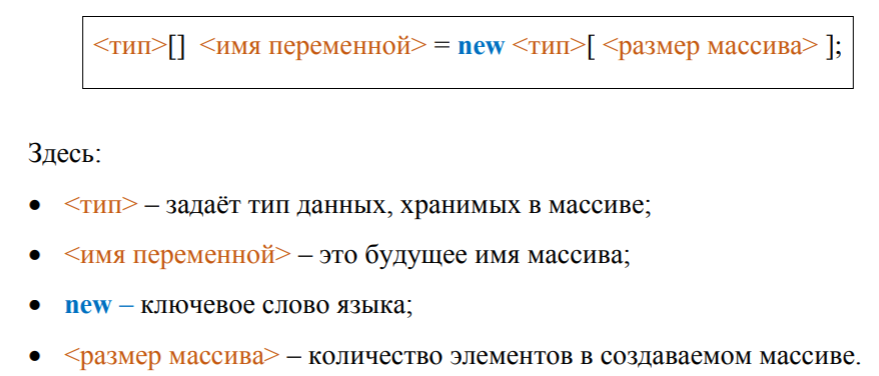 <тип>[] <имя переменной> = new <тип>[ <размер массива> ];
Здесь:
• <тип> – задаёт тип данных, хранимых в массиве;
• <имя переменной> – это будущее имя массива;
• new – ключевое слово языка;
• <размер массива> – количество элементов в создаваемом массиве.